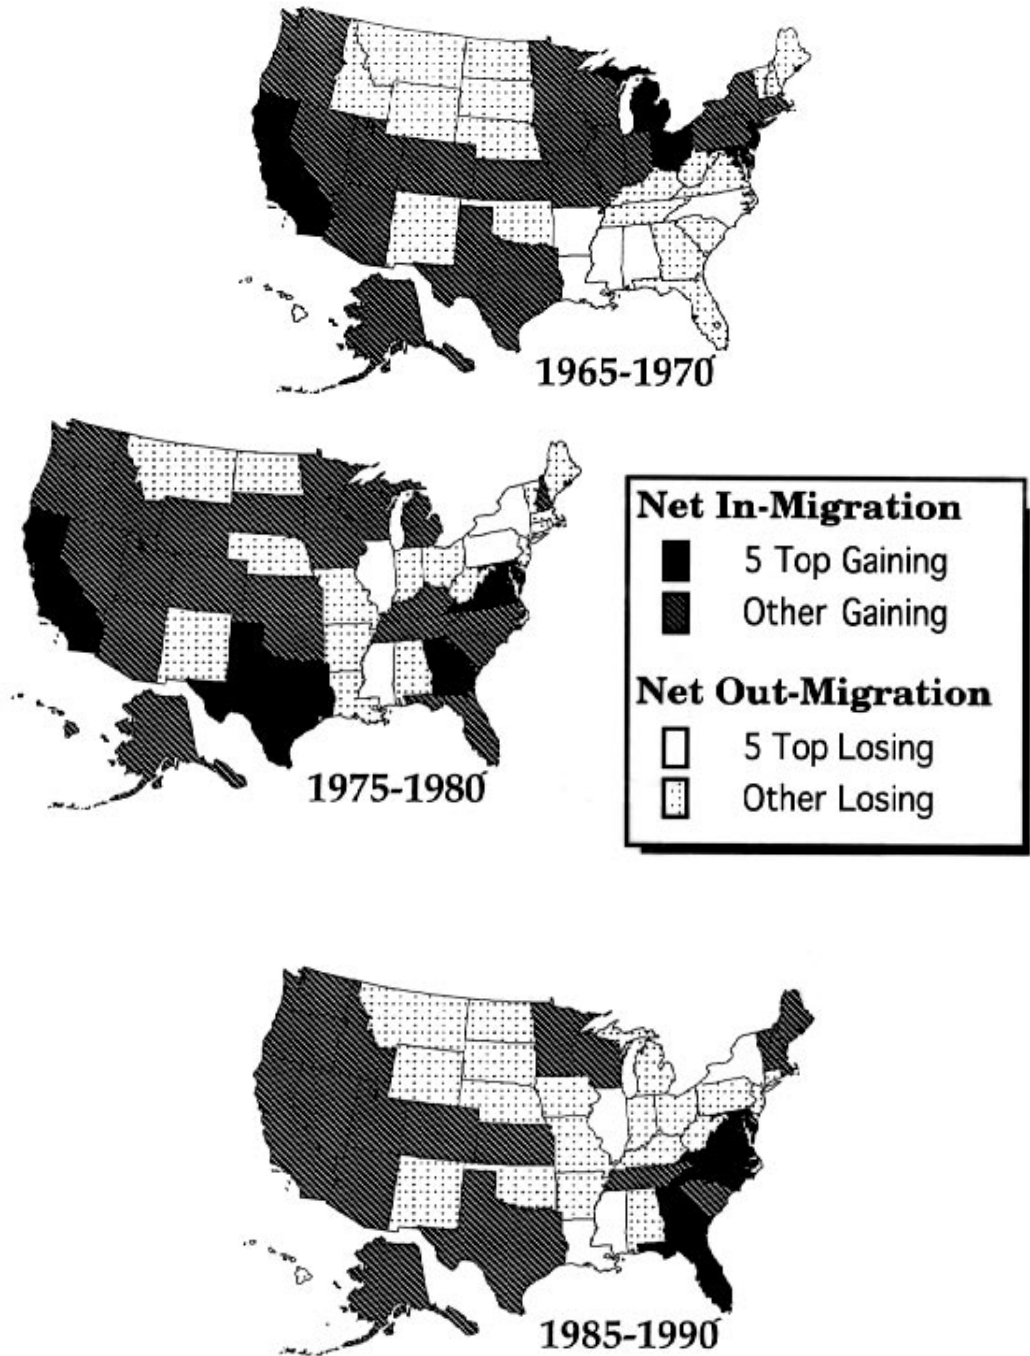 1965-1970
1975-1980
Net In-Migration
5 Top Gaining
Other Gaining
Net Out-Migration
5 Top Losing
Other Losing
1985-1990